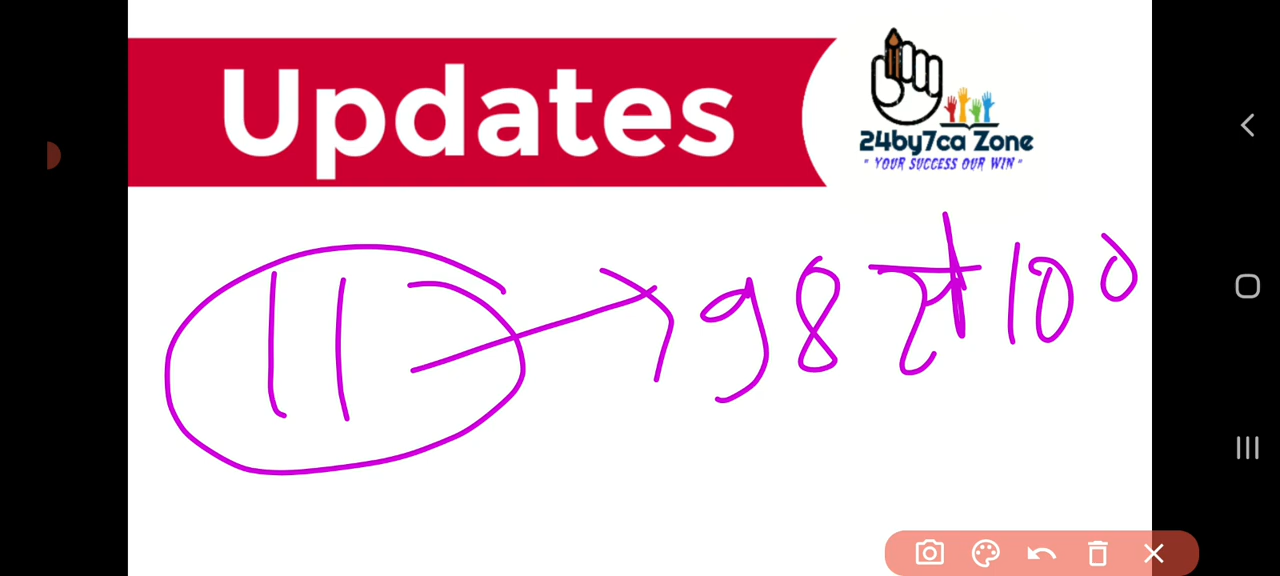 Updates
24by7ca Zone
" YOUR SUCCESS OUR WIN "
11 → 98 से 100